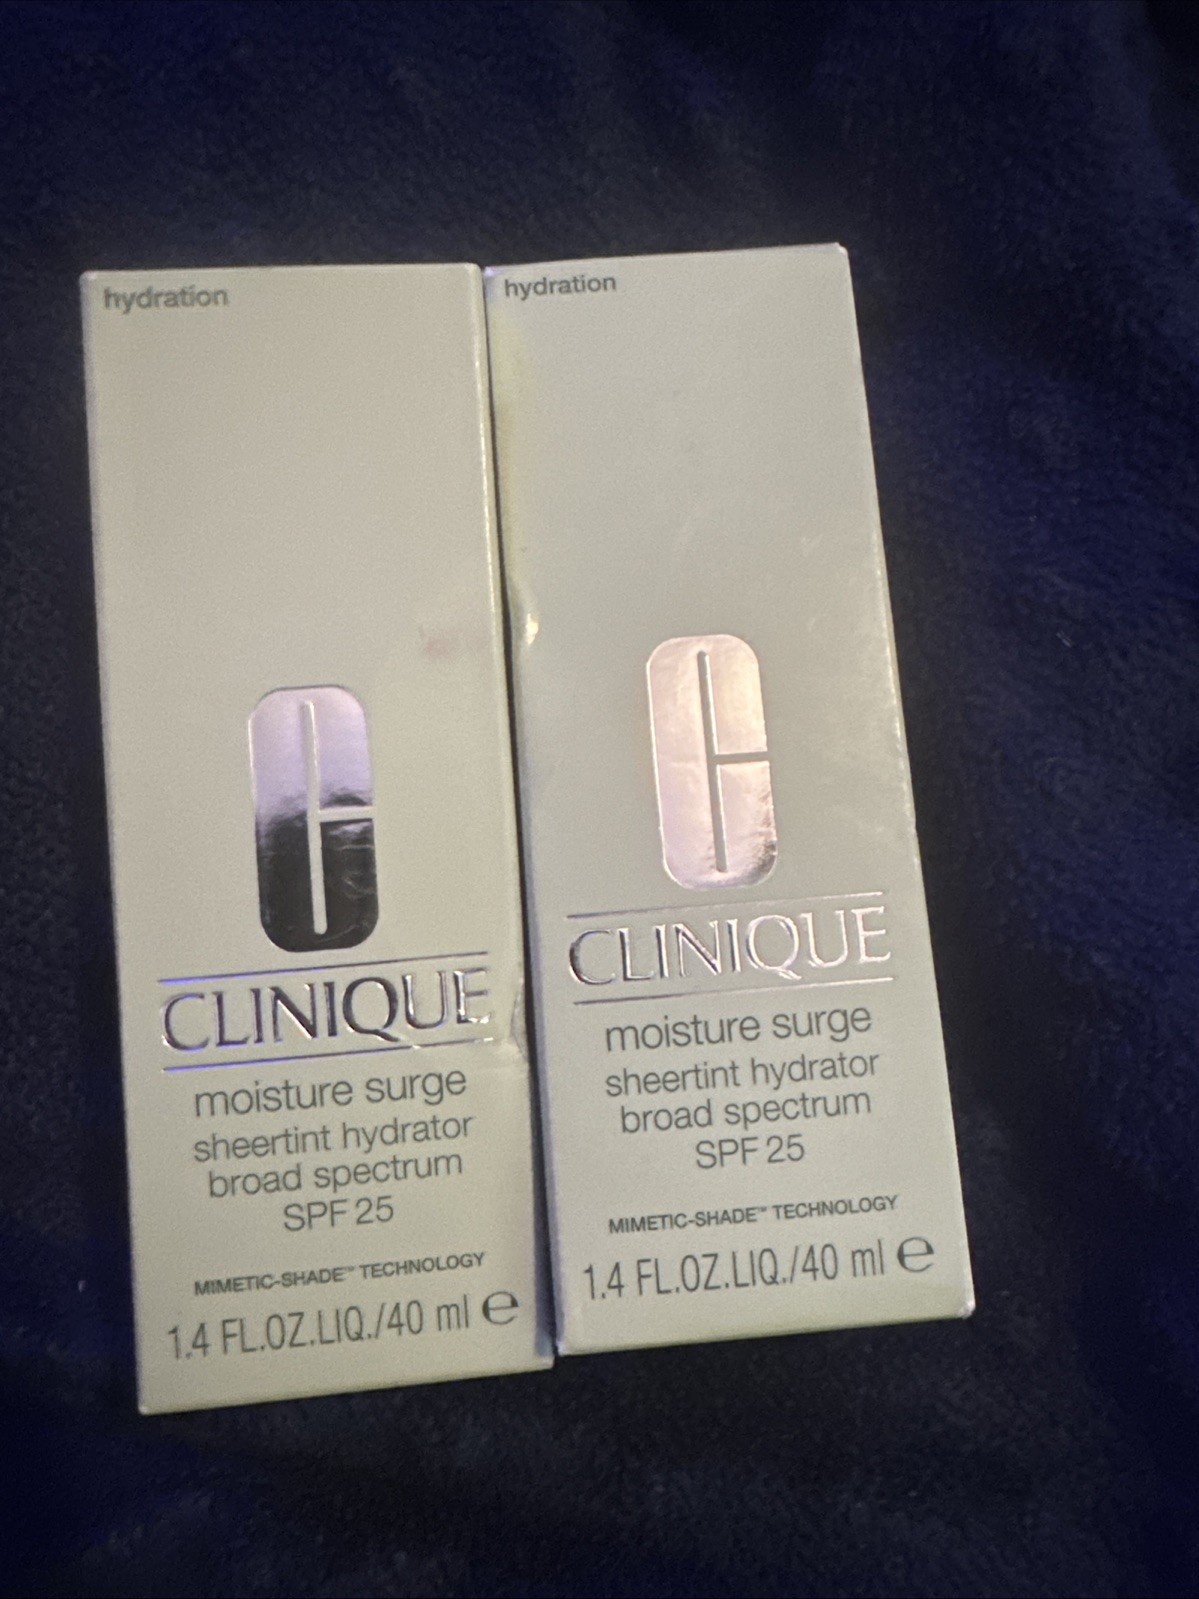 hydration
CLINIQUE
moisture surge
sheertint hydrator
broad spectrum
SPF 25
MIMETIC-SHADE™ TECHNOLOGY
1.4 FL.OZ.LIQ./40 ml ℮
hydration
CLINIQUE
moisture surge
sheertint hydrator
broad spectrum
SPF 25
MIMETIC-SHADE™ TECHNOLOGY
1.4 FL.OZ.LIQ./40 ml ℮